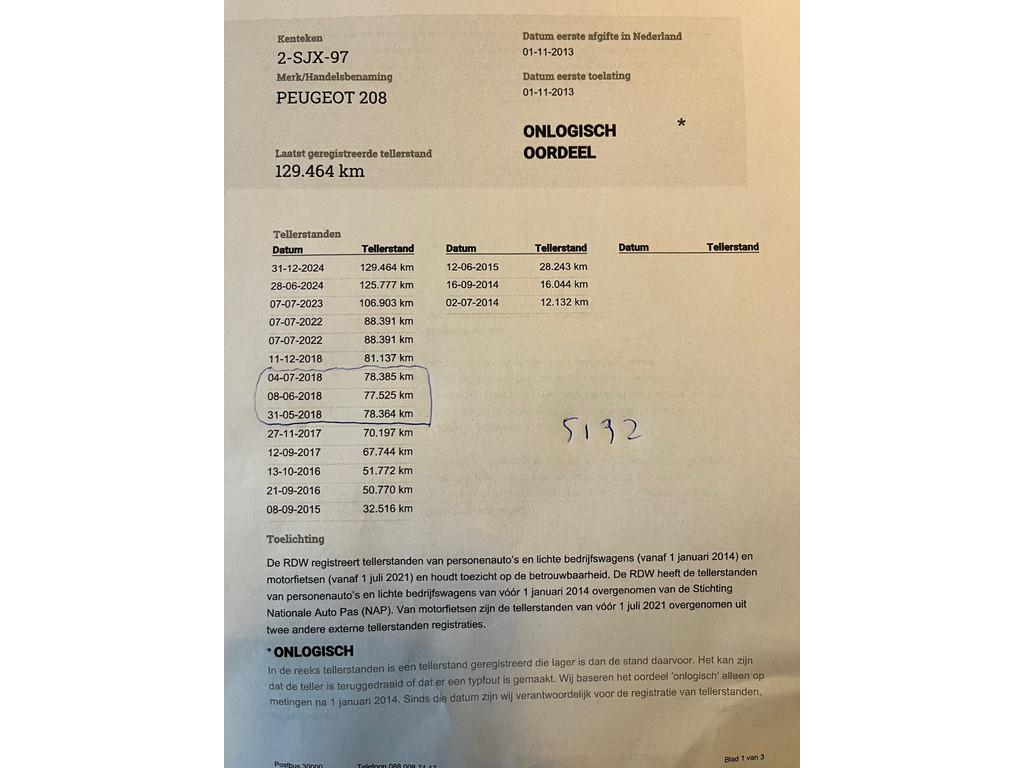 Kenteken
2-SJX-97
Merk/Handelsbenaming
PEUGEOT 208
Laatst geregistreerde tellerstand
129.464 km
Datum eerste afgifte in Nederland
01-11-2013
Datum eerste toelating
01-11-2013
ONLOGISCH *
OORDEEL
Tellerstanden
Datum Tellerstand Datum Tellerstand Datum Tellerstand
31-12-2024 129.464 km 12-06-2015 28.243 km
28-06-2024 125.777 km 16-09-2014 16.044 km
07-07-2023 106.903 km 02-07-2014 12.132 km
07-07-2022 88.391 km
07-07-2022 88.391 km
11-12-2018 81.137 km
04-07-2018 78.385 km
08-06-2018 77.525 km
31-05-2018 78.364 km
5192
27-11-2017 70.197 km
12-09-2017 67.744 km
13-10-2016 51.772 km
21-09-2016 50.770 km
08-09-2015 32.516 km
Toelichting
De RDW registreert tellerstanden van personenauto's en lichte bedrijfswagens (vanaf 1 januari 2014) en
motorfietsen (vanaf 1 juli 2021) en houdt toezicht op de betrouwbaarheid. De RDW heeft de tellerstanden
van personenauto's en lichte bedrijfswagens van vóór 1 januari 2014 overgenomen van de Stichting
Nationale Auto Pas (NAP). Van motorfietsen zijn de tellerstanden van vóór 1 juli 2021 overgenomen uit
twee andere externe tellerstanden registraties.
* ONLOGISCH
In de reeks tellerstanden is een tellerstand geregistreerd die lager is dan de stand daarvoor. Het kan zijn
dat de teller is teruggedraaid of dat er een typfout is gemaakt. Wij baseren het oordeel 'onlogisch' alleen op
metingen na 1 januari 2014. Sinds die datum zijn wij verantwoordelijk voor de registratie van tellerstanden,
Postbus 30000 Telefoon 088 008 74 47 Blad 1 van 3